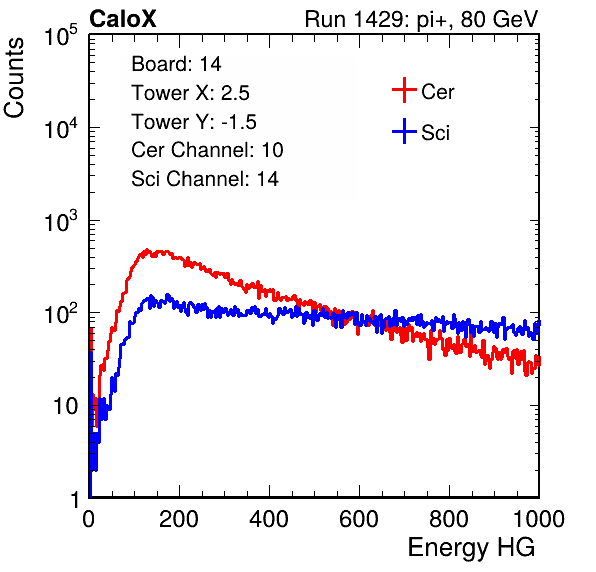 CaloX Run 1429: pi+, 80 GeV
Counts
10^5
10^4
10^3
10^2
10
1
Board: 14
Tower X: 2.5
Tower Y: -1.5
Cer Channel: 10
Sci Channel: 14
Cer
Sci
0 200 400 600 800 1000
Energy HG